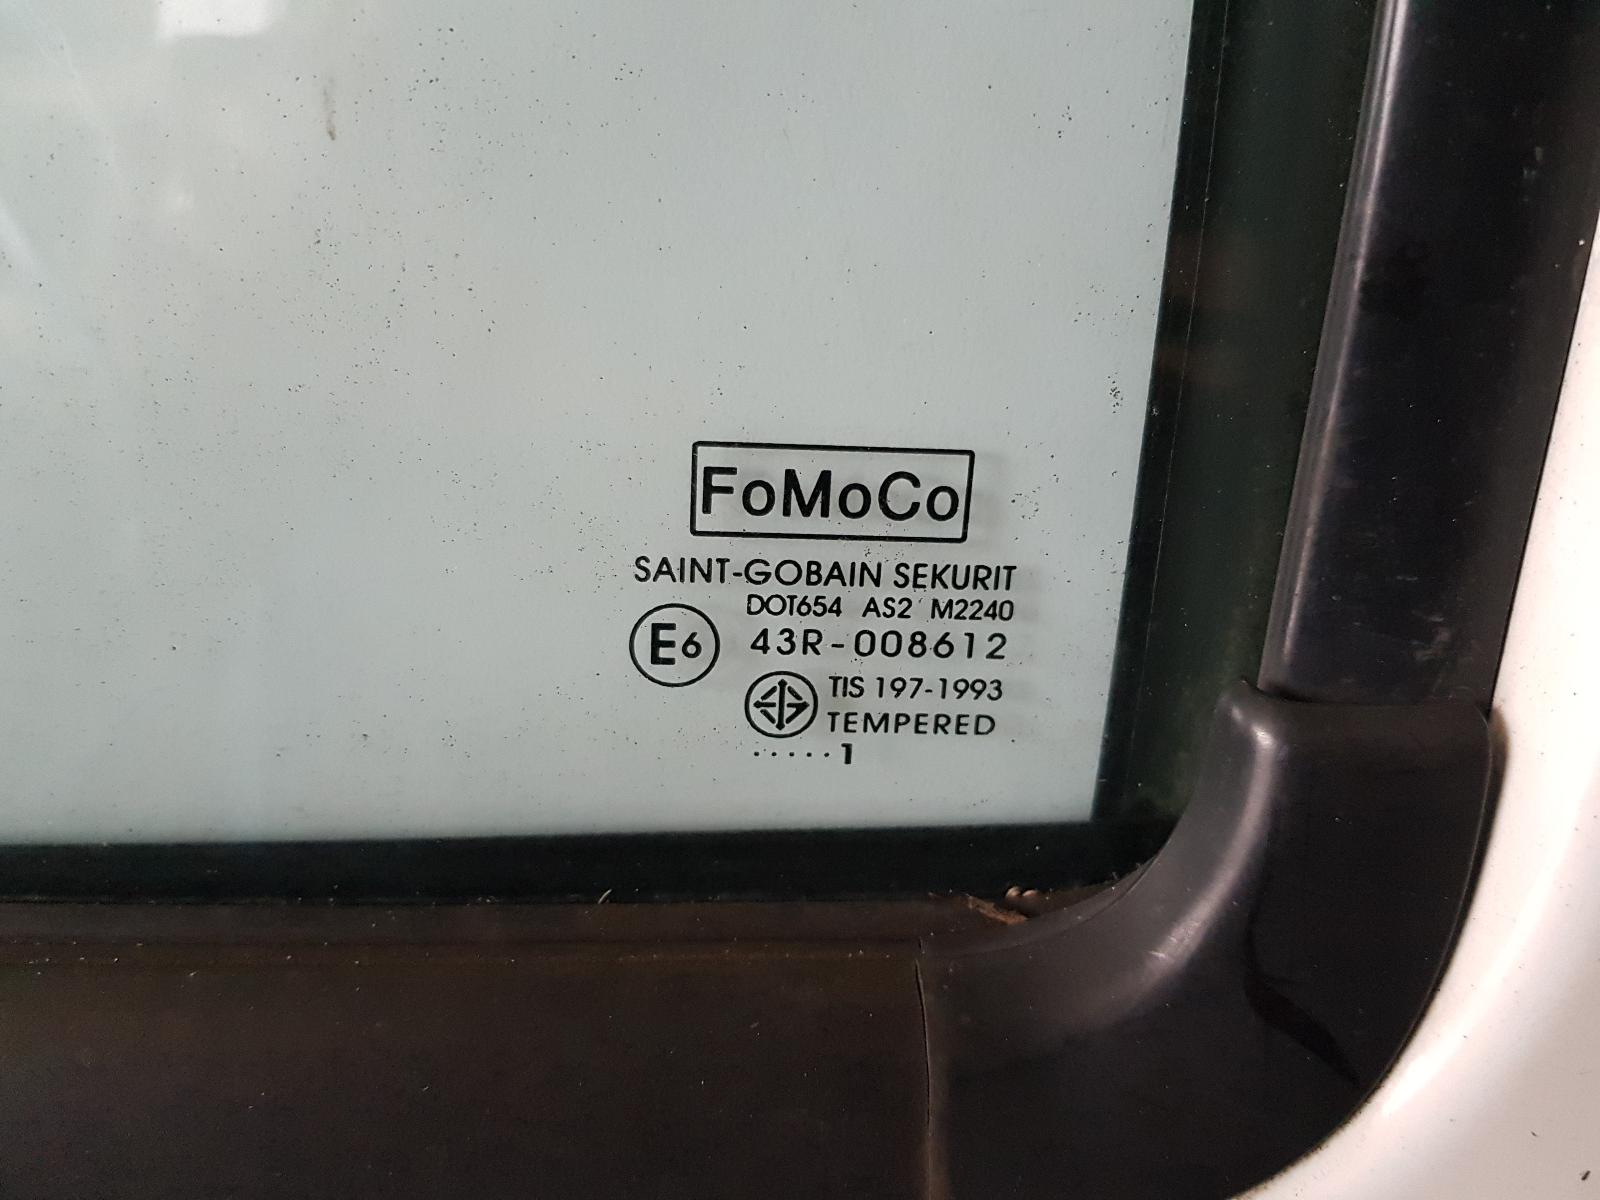 FoMoCo
SAINT-GOBAIN SEKURIT
DOT654 AS2 M2240
E6 43R-008612
TIS 197-1993
TEMPERED
.....1